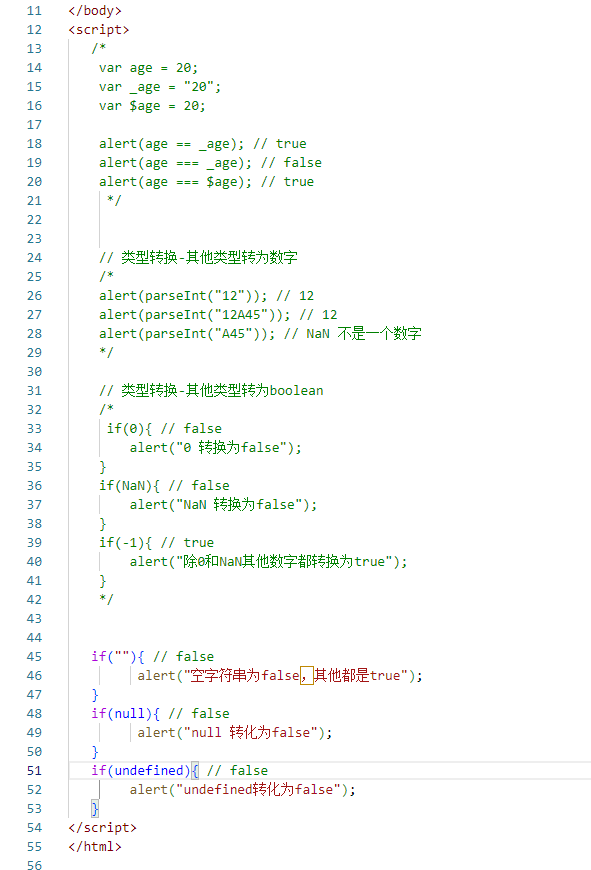 11 </body>
12 <script>
13 /*
14 var age = 20;
15 var _age = "20";
16 var $age = 20;
17
18 alert(age == _age); // true
19 alert(age === _age); // false
20 alert(age === $age); // true
21 */
22
23
24 // 类型转换-其他类型转为数字
25 /*
26 alert(parseInt("12")); // 12
27 alert(parseInt("12A45")); // 12
28 alert(parseInt("A45")); // NaN 不是一个数字
29 */
30
31 // 类型转换-其他类型转为boolean
32 /*
33 if(0){ // false
34 alert("0 转换为false");
35 }
36 if(NaN){ // false
37 alert("NaN 转换为false");
38 }
39 if(-1){ // true
40 alert("除0和NaN其他数字都转换为true");
41 }
42 */
43
44
45 if(""){ // false
46 alert("空字符串为false，其他都是true");
47 }
48 if(null){ // false
49 alert("null 转化为false");
50 }
51 if(undefined){ // false
52 alert("undefined转化为false");
53 }
54 </script>
55 </html>
56